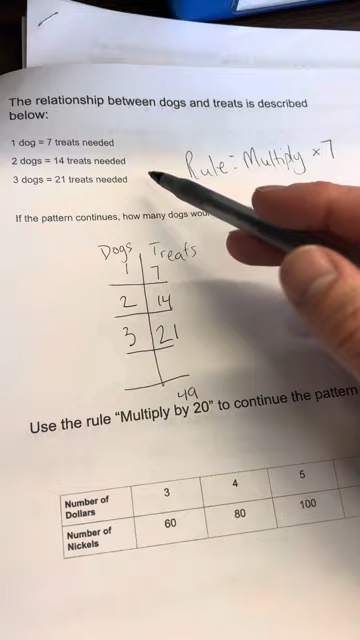 The relationship between dogs and treats is described
below:
1 dog = 7 treats needed
2 dogs = 14 treats needed
3 dogs = 21 treats needed
Rule: Multiply × 7
If the pattern continues, how many dogs
Dogs Treats
1 7
2 14
3 21
49
Use the rule “Multiply by 20” to continue the pattern
Number of Dollars 3 4 5
Number of Nickels 60 80 100